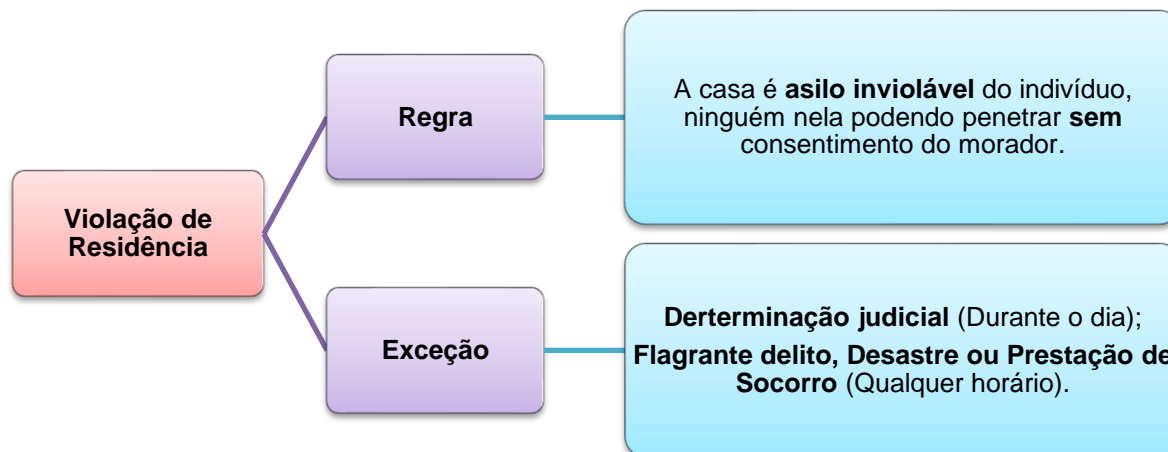 Violação de
Residência
Regra
A casa é asilo inviolável do indivíduo,
ninguém nela podendo penetrar sem
consentimento do morador.
Exceção
Derterminação judicial (Durante o dia);
Flagrante delito, Desastre ou Prestação de
Socorro (Qualquer horário).